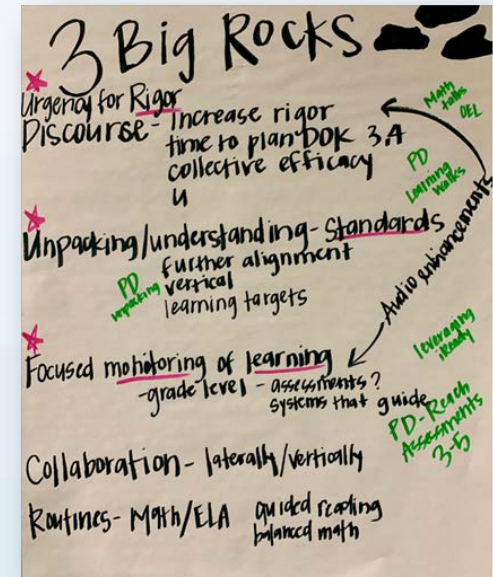 3 Big Rocks
Urgency for Rigor
Discourse - Increase rigor
time to plan DOK 3,4
collective efficacy
Math
talks
DEL
PD
Learning
Walks
Unpacking/understanding - Standards
further alignment
vertical
learning targets
PD
unpacking
Audio enhancements
Focused monitoring of learning
- grade level - assessments?
systems that guide
leveraging
iReady
PD - Reach
Assessments
3-5
Collaboration - laterally/vertically
Routines - Math/ELA guided reading
balanced math